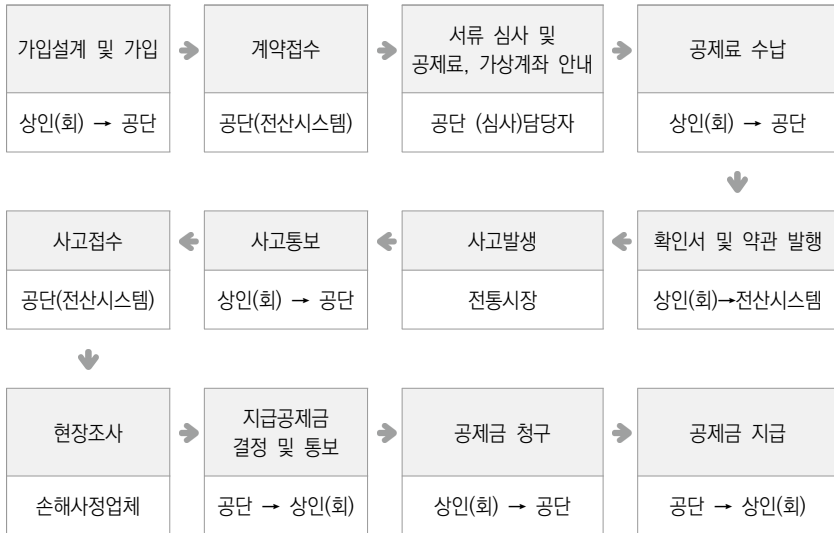 가입설계 및 가입
상인(회) → 공단
계약접수
공단(전산시스템)
서류 심사 및
공제료, 가상계좌 안내
공단 (심사)담당자
공제료 수납
상인(회) → 공단
확인서 및 약관 발행
상인(회)→전산시스템
사고발생
전통시장
사고통보
상인(회) → 공단
사고접수
공단(전산시스템)
현장조사
손해사정업체
지급공제금
결정 및 통보
공단 → 상인(회)
공제금 청구
상인(회) → 공단
공제금 지급
공단 → 상인(회)